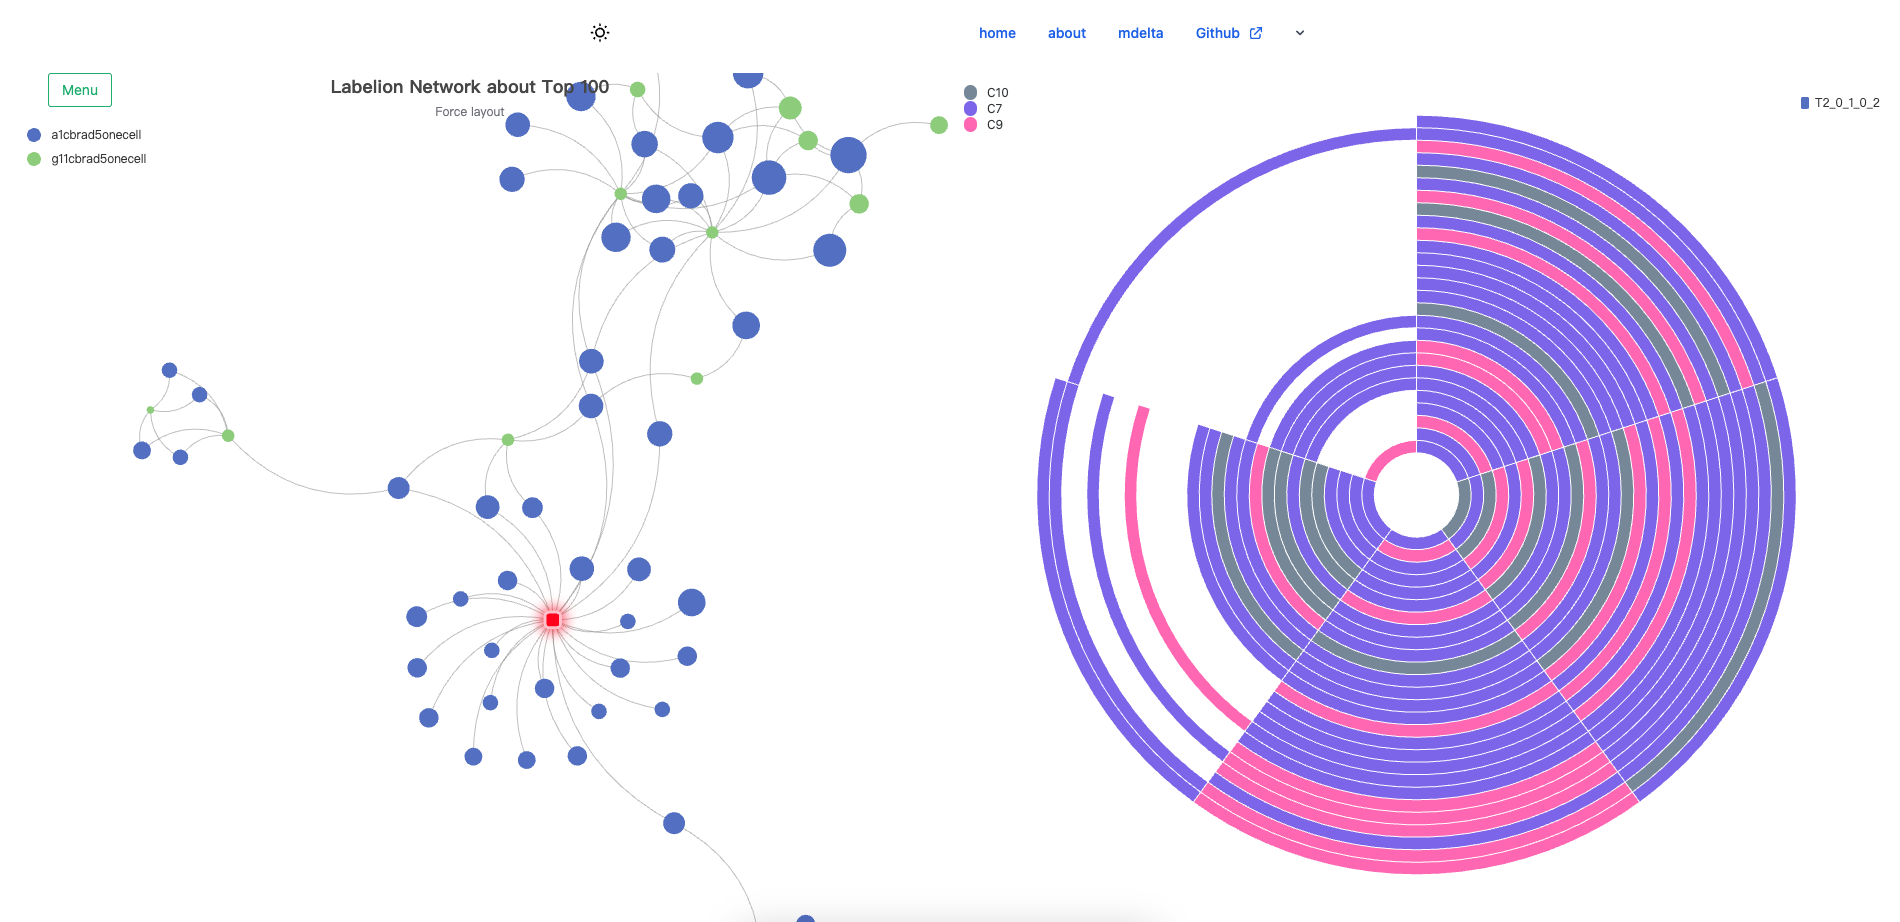 home about mdelta Github
Menu
Labelion Network about Top 100
Force layout
a1cbrad5onecell
g11cbrad5onecell
C10
C7
C9
T2_0_1_0_2